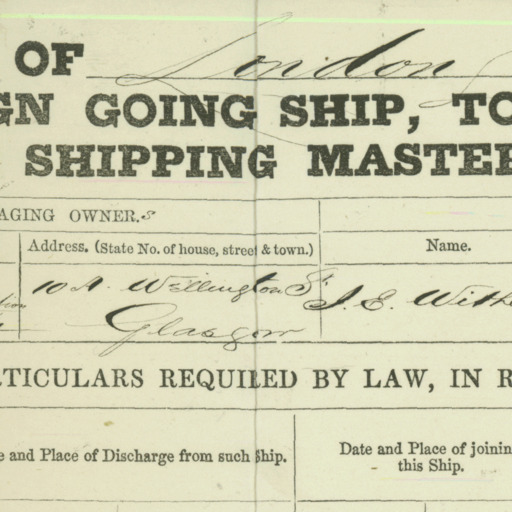 OF London
GN GOING SHIP, TO
SHIPPING MASTE
AGING OWNER.s
Address. (State No. of house, street & town.) Name.
10 A. Wellington St J. E. With
Glasgow
TICULARS REQUIRED BY LAW, IN R
e and Place of Discharge from such Ship. Date and Place of joinin
this Ship.